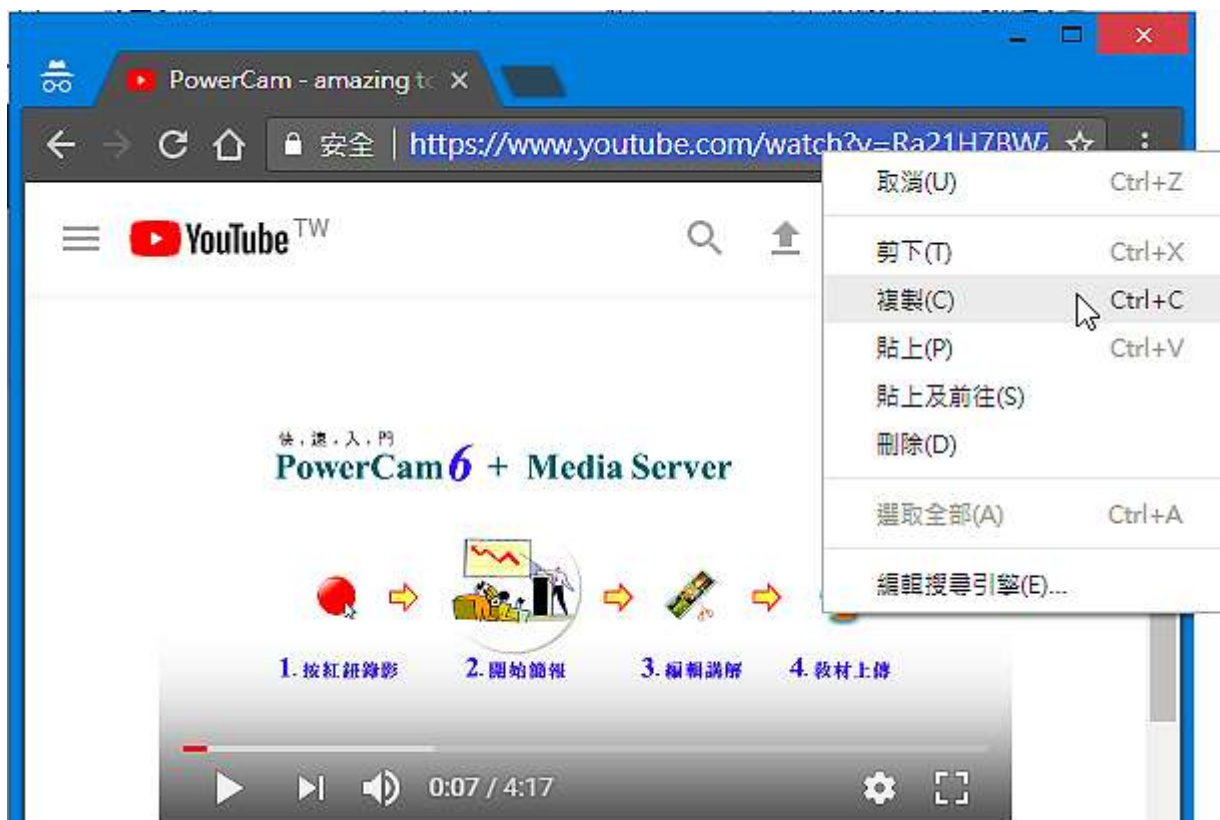 PowerCam - amazing tc
安全 | https://www.youtube.com/watch?v=Ra21H7BW
取消(U) Ctrl+Z
YouTube TW
剪下(T) Ctrl+X
複製(C) Ctrl+C
貼上(P) Ctrl+V
貼上及前往(S)
刪除(D)
選取全部(A) Ctrl+A
編輯搜尋引擎(E)...
快.速.入.門
PowerCam 6 + Media Server
1. 按紅鈕錄影 2. 開始簡報 3. 編輯講解 4. 教材上傳
0:07 / 4:17